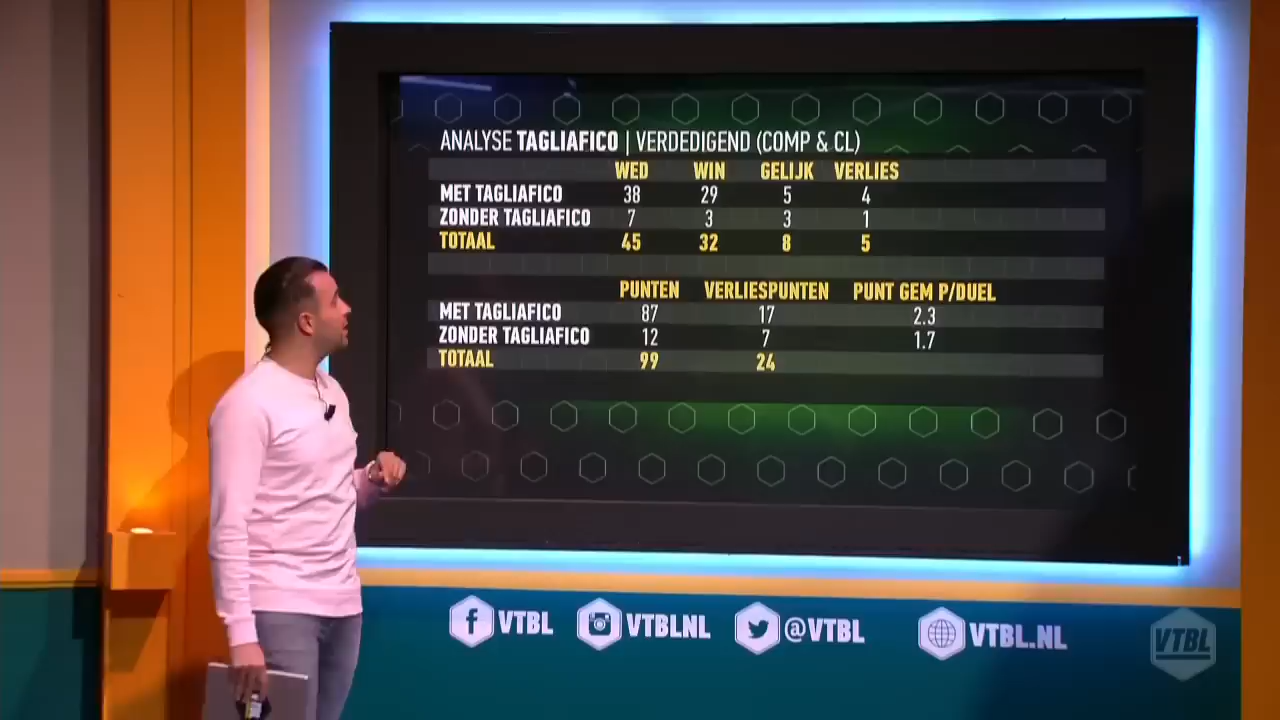 ANALYSE TAGLIAFICO | VERDEDIGEND (COMP & CL)
WED WIN GELIJK VERLIES
MET TAGLIAFICO 38 29 5 4
ZONDER TAGLIAFICO 7 3 3 1
TOTAAL 45 32 8 5
PUNTEN VERLIESPUNTEN PUNT GEM P/DUEL
MET TAGLIAFICO 87 17 2.3
ZONDER TAGLIAFICO 12 7 1.7
TOTAAL 99 24
VTBL VTBLNL @VTBL VTBL.NL
VTBL